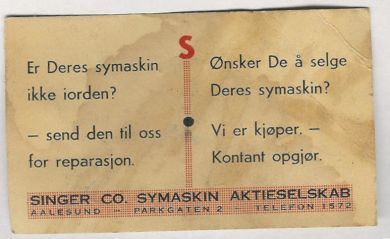 S
Er Deres symaskin
ikke iorden?
— send den til oss
for reparasjon.
Ønsker De å selge
Deres symaskin?
Vi er kjøper. —
Kontant opgjør.
SINGER CO. SYMASKIN AKTIESELSKAB
AALESUND — PARKGATEN 2 TELEFON 1572